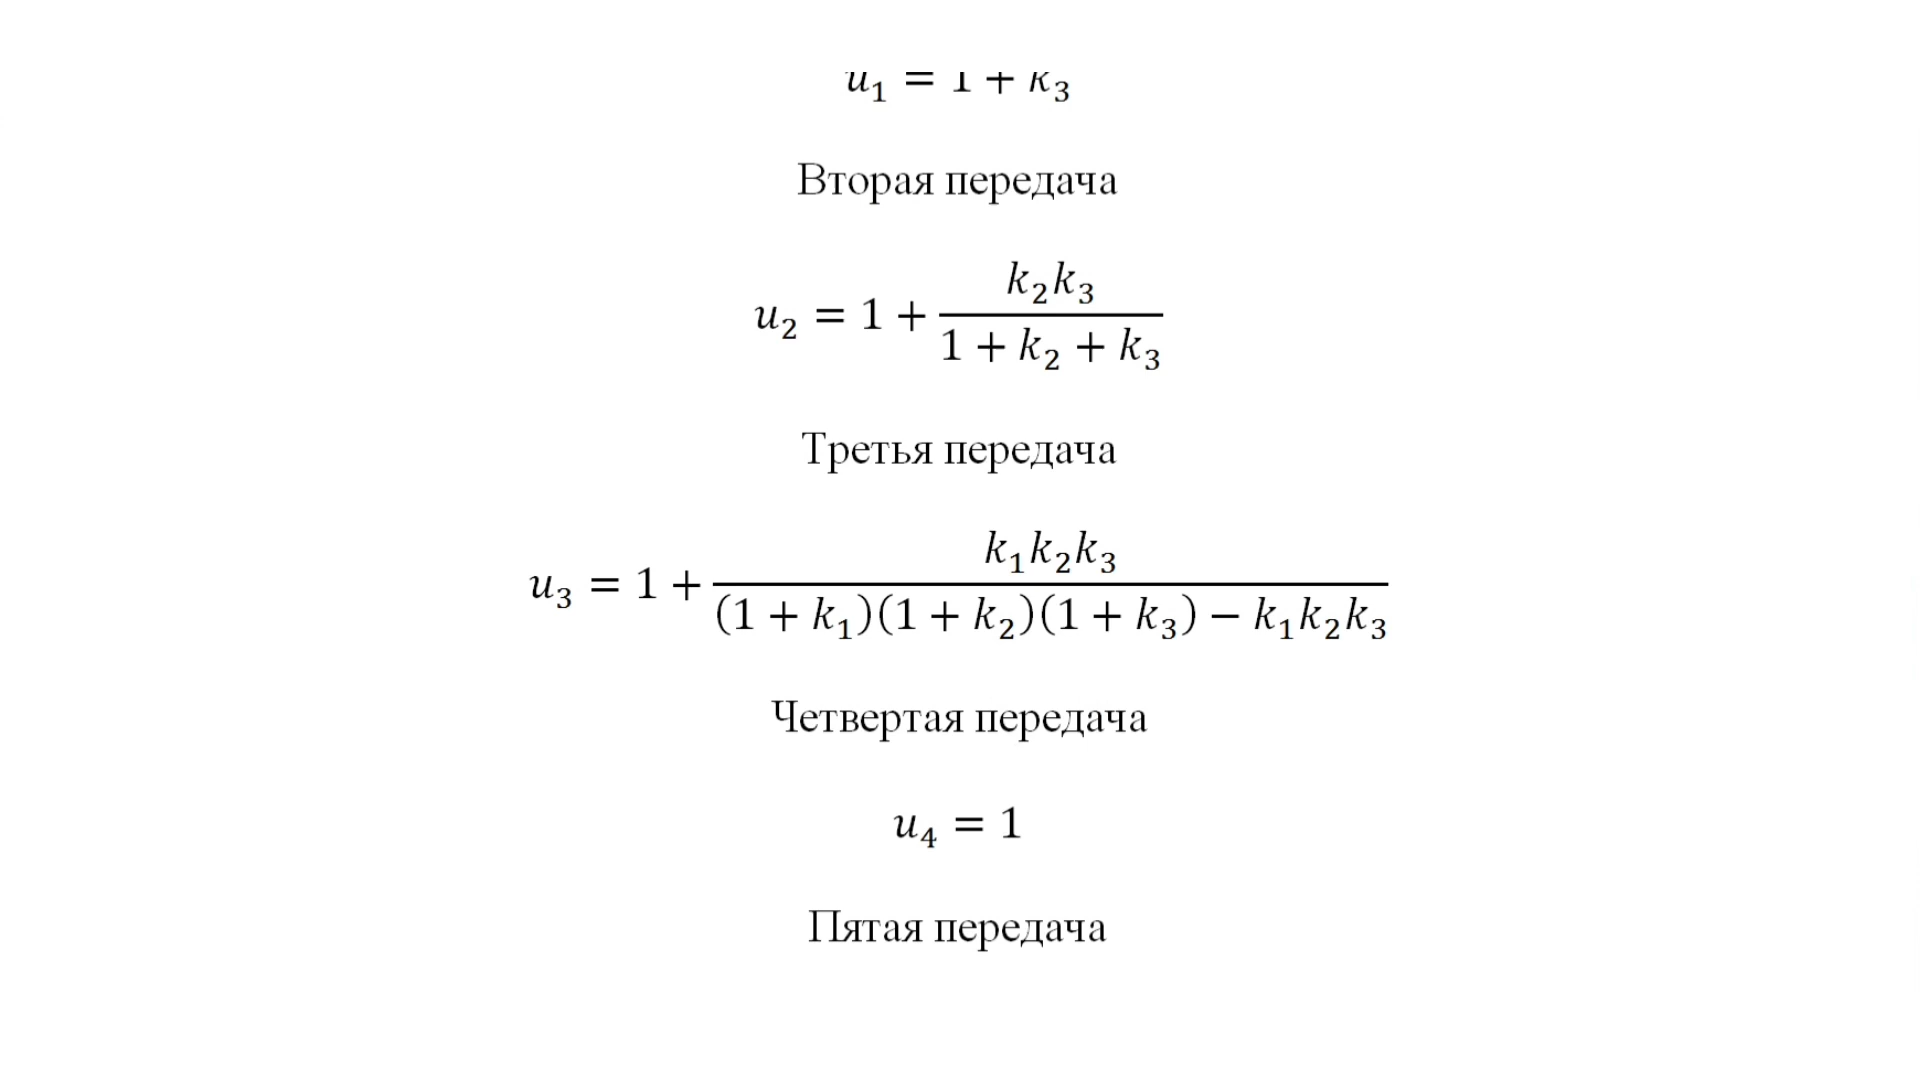 u₁ = 1 + k₃
Вторая передача
u₂ = 1 + k₂k₃ / (1 + k₂ + k₃)
Третья передача
u₃ = 1 + k₁k₂k₃ / ((1 + k₁)(1 + k₂)(1 + k₃) − k₁k₂k₃)
Четвертая передача
u₄ = 1
Пятая передача